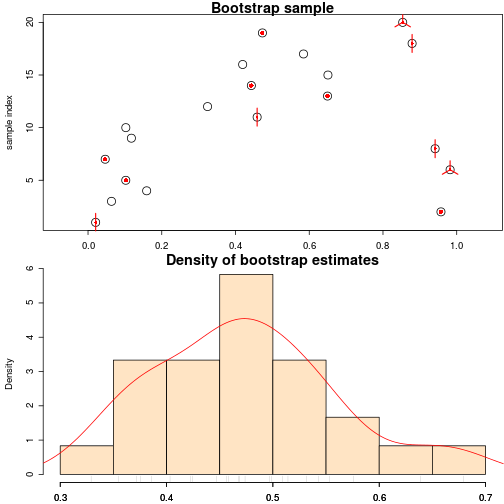 Bootstrap sample
20
15
10
5
sample index
0.0 0.2 0.4 0.6 0.8 1.0
Density of bootstrap estimates
6
5
4
3
2
1
0
Density
0.3 0.4 0.5 0.6 0.7